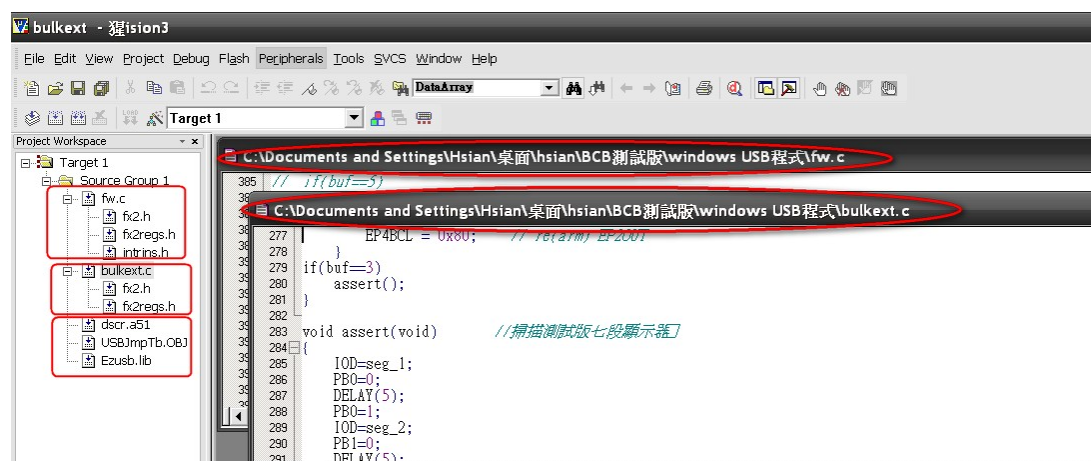 bulkext - 猩ision3
File Edit View Project Debug Flash Peripherals Tools SVCS Window Help
DataArray
Target 1
Project Workspace
Target 1
Source Group 1
fw.c
fx2.h
fx2regs.h
intrins.h
bulkext.c
fx2.h
fx2regs.h
dscr.a51
USBJmpTb.OBJ
Ezusb.lib
C:\Documents and Settings\Hsian\桌面\hsian\BCB測試版\windows USB程式\fw.c
385 // if(buf==5)
C:\Documents and Settings\Hsian\桌面\hsian\BCB測試版\windows USB程式\bulkext.c
277 EP4BCL = 0x80; // re(arm) EP2OUT
278 }
279 if(buf==3)
280 assert();
281 }
282
283 void assert(void) //掃描測試版七段顯示器
284 {
285 IOD=seg_1;
286 PB0=0;
287 DELAY(5);
288 PB0=1;
289 IOD=seg_2;
290 PB1=0;
291 DELAY(5);